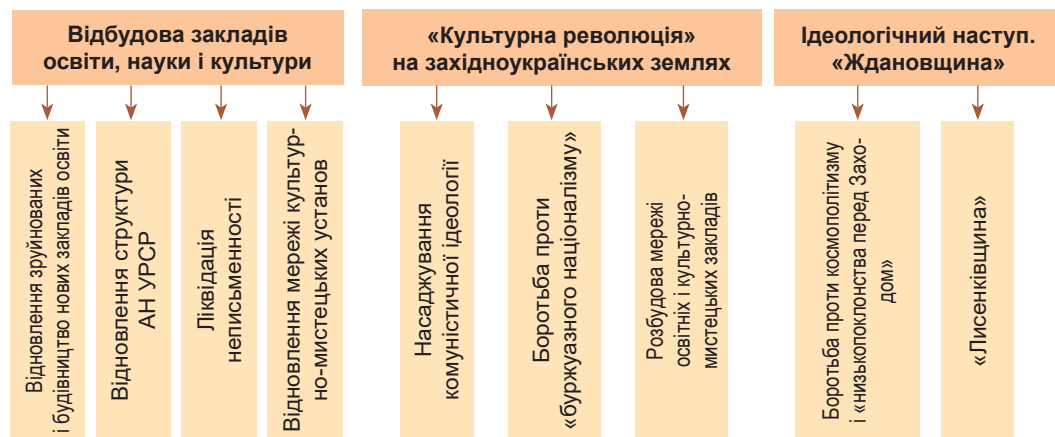 Відбудова закладів
освіти, науки і культури
Відновлення зруйнованих
і будівництво нових закладів освіти
Відновлення структури
АН УРСР
Ліквідація
неписьменності
Відновлення мережі культур-
но-мистецьких установ
«Культурна революція»
на західноукраїнських землях
Насаджування
комуністичної ідеології
Боротьба проти
«буржуазного націоналізму»
Розбудова мережі
освітніх і культурно-
мистецьких закладів
Ідеологічний наступ.
«Ждановщина»
Боротьба проти космополітизму
і «низькопоклонства перед Захо-
дом»
«Лисенківщина»